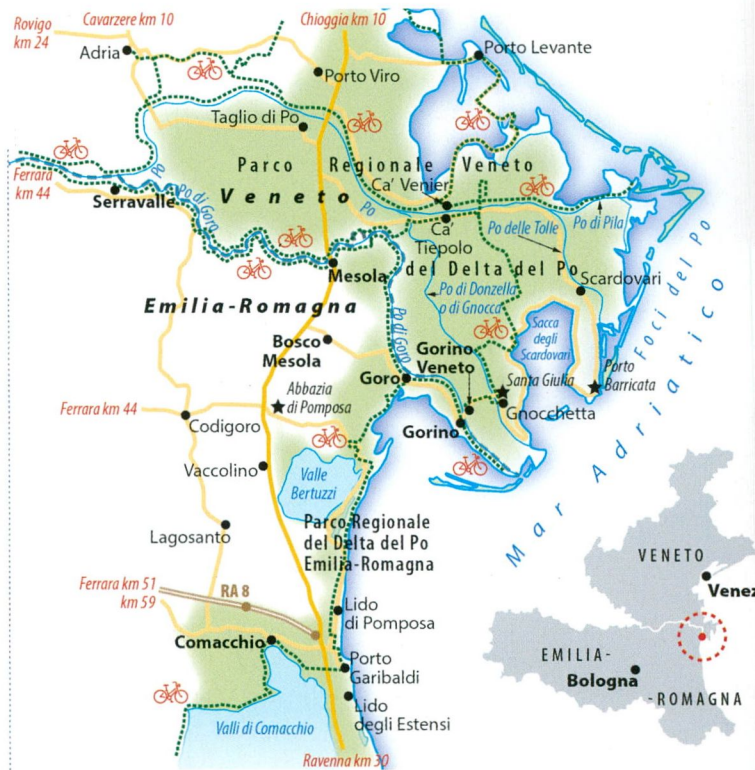 Rovigo
km 24
Cavarzere km 10
Chioggia km 10
Adria
Porto Levante
Porto Viro
Taglio di Po
Parco Regionale Veneto
Ferrara
km 44
Po
Po di Goro
Serravalle
Veneto
Po
Ca' Venier
Ca'
Tiepolo
Po delle Tolle
Po di Pila
Mesola
del Delta del Po
Scardovari
Emilia-Romagna
Po di Donzella
o di Gnocca
Po di Goro
Sacca
degli
Scardovari
Foci del Po
Bosco
Mesola
Gorino
Veneto
Goro
Santa Giulia
Porto
Barricata
Abbazia
di Pomposa
Ferrara km 44
Codigoro
Gorino
Gnocchetta
Mar Adriatico
Vaccolino
Valle
Bertuzzi
Lagosanto
Parco Regionale
del Delta del Po
Emilia-Romagna
Ferrara km 51
km 59
RA 8
Lido
di Pomposa
Comacchio
Porto
Garibaldi
Lido
degli Estensi
Valli di Comacchio
Ravenna km 30
VENETO
Venez
EMILIA-
Bologna
-ROMAGNA